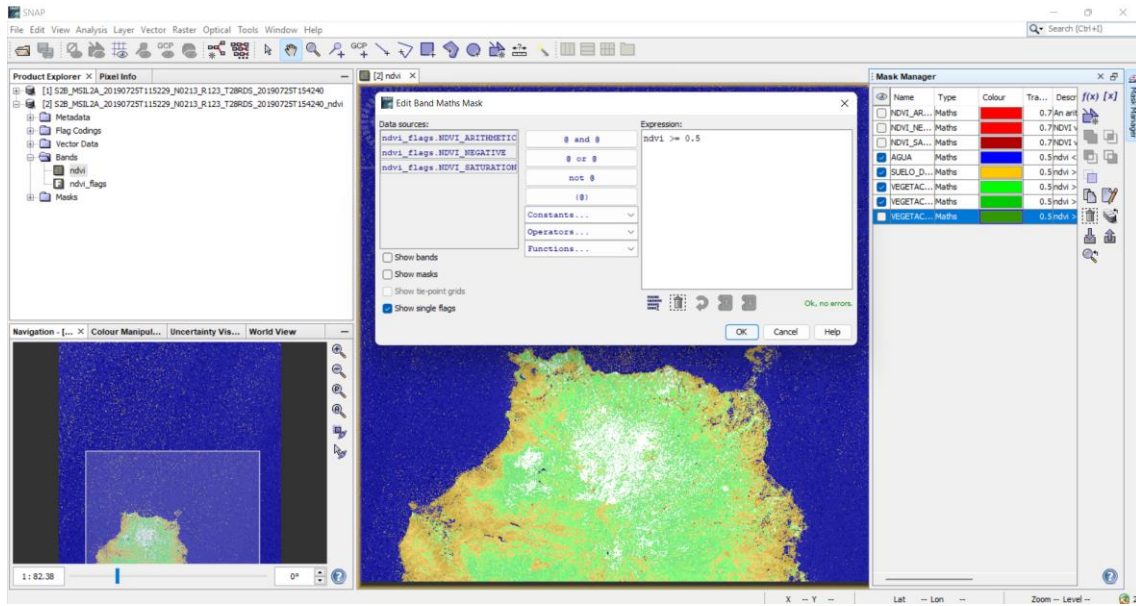 SNAP
File Edit View Analysis Layer Vector Raster Optical Tools Window Help
Search (Ctrl+I)
GCP GCP
Product Explorer Pixel Info
[1] S2B_MSIL2A_20190725T115229_N0213_R123_T28RDS_20190725T154240
[2] S2B_MSIL2A_20190725T115229_N0213_R123_T28RDS_20190725T154240_ndvi
Metadata
Flag Codings
Vector Data
Bands
ndvi
ndvi_flags
Masks
Navigation - [... Colour Manipul... Uncertainty Vis... World View
1 : 82.38 0°
[2] ndvi
Edit Band Maths Mask
Data sources:
ndvi_flags.NDVI_ARITHMETIC
ndvi_flags.NDVI_NEGATIVE
ndvi_flags.NDVI_SATURATION
Show bands
Show masks
Show tie-point grids
Show single flags
@ and @
@ or @
not @
(@)
Constants...
Operators...
Functions...
Expression:
ndvi >= 0.5
Ok, no errors.
OK Cancel Help
Mask Manager
Name Type Colour Tra... Descr
NDVI_AR... Maths 0.7 An arit
NDVI_NE... Maths 0.7 NDVI v
NDVI_SA... Maths 0.7 NDVI v
AGUA Maths 0.5 ndvi <
SUELO_D... Maths 0.5 ndvi >
VEGETAC... Maths 0.5 ndvi >
VEGETAC... Maths 0.5 ndvi >
VEGETAC... Maths 0.5 ndvi >
f(x) [x]
Mask Manager
X -- Y -- Lat -- Lon -- Zoom -- Level --